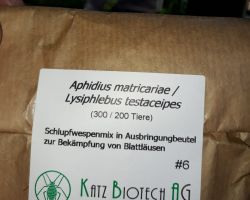 Aphidius matricariae /
Lysiphlebus testaceipes
(300 / 200 Tiere)
Schlupfwespenmix in Ausbringungbeutel
zur Bekämpfung von Blattläusen
#6
KATZ BIOTECH AG